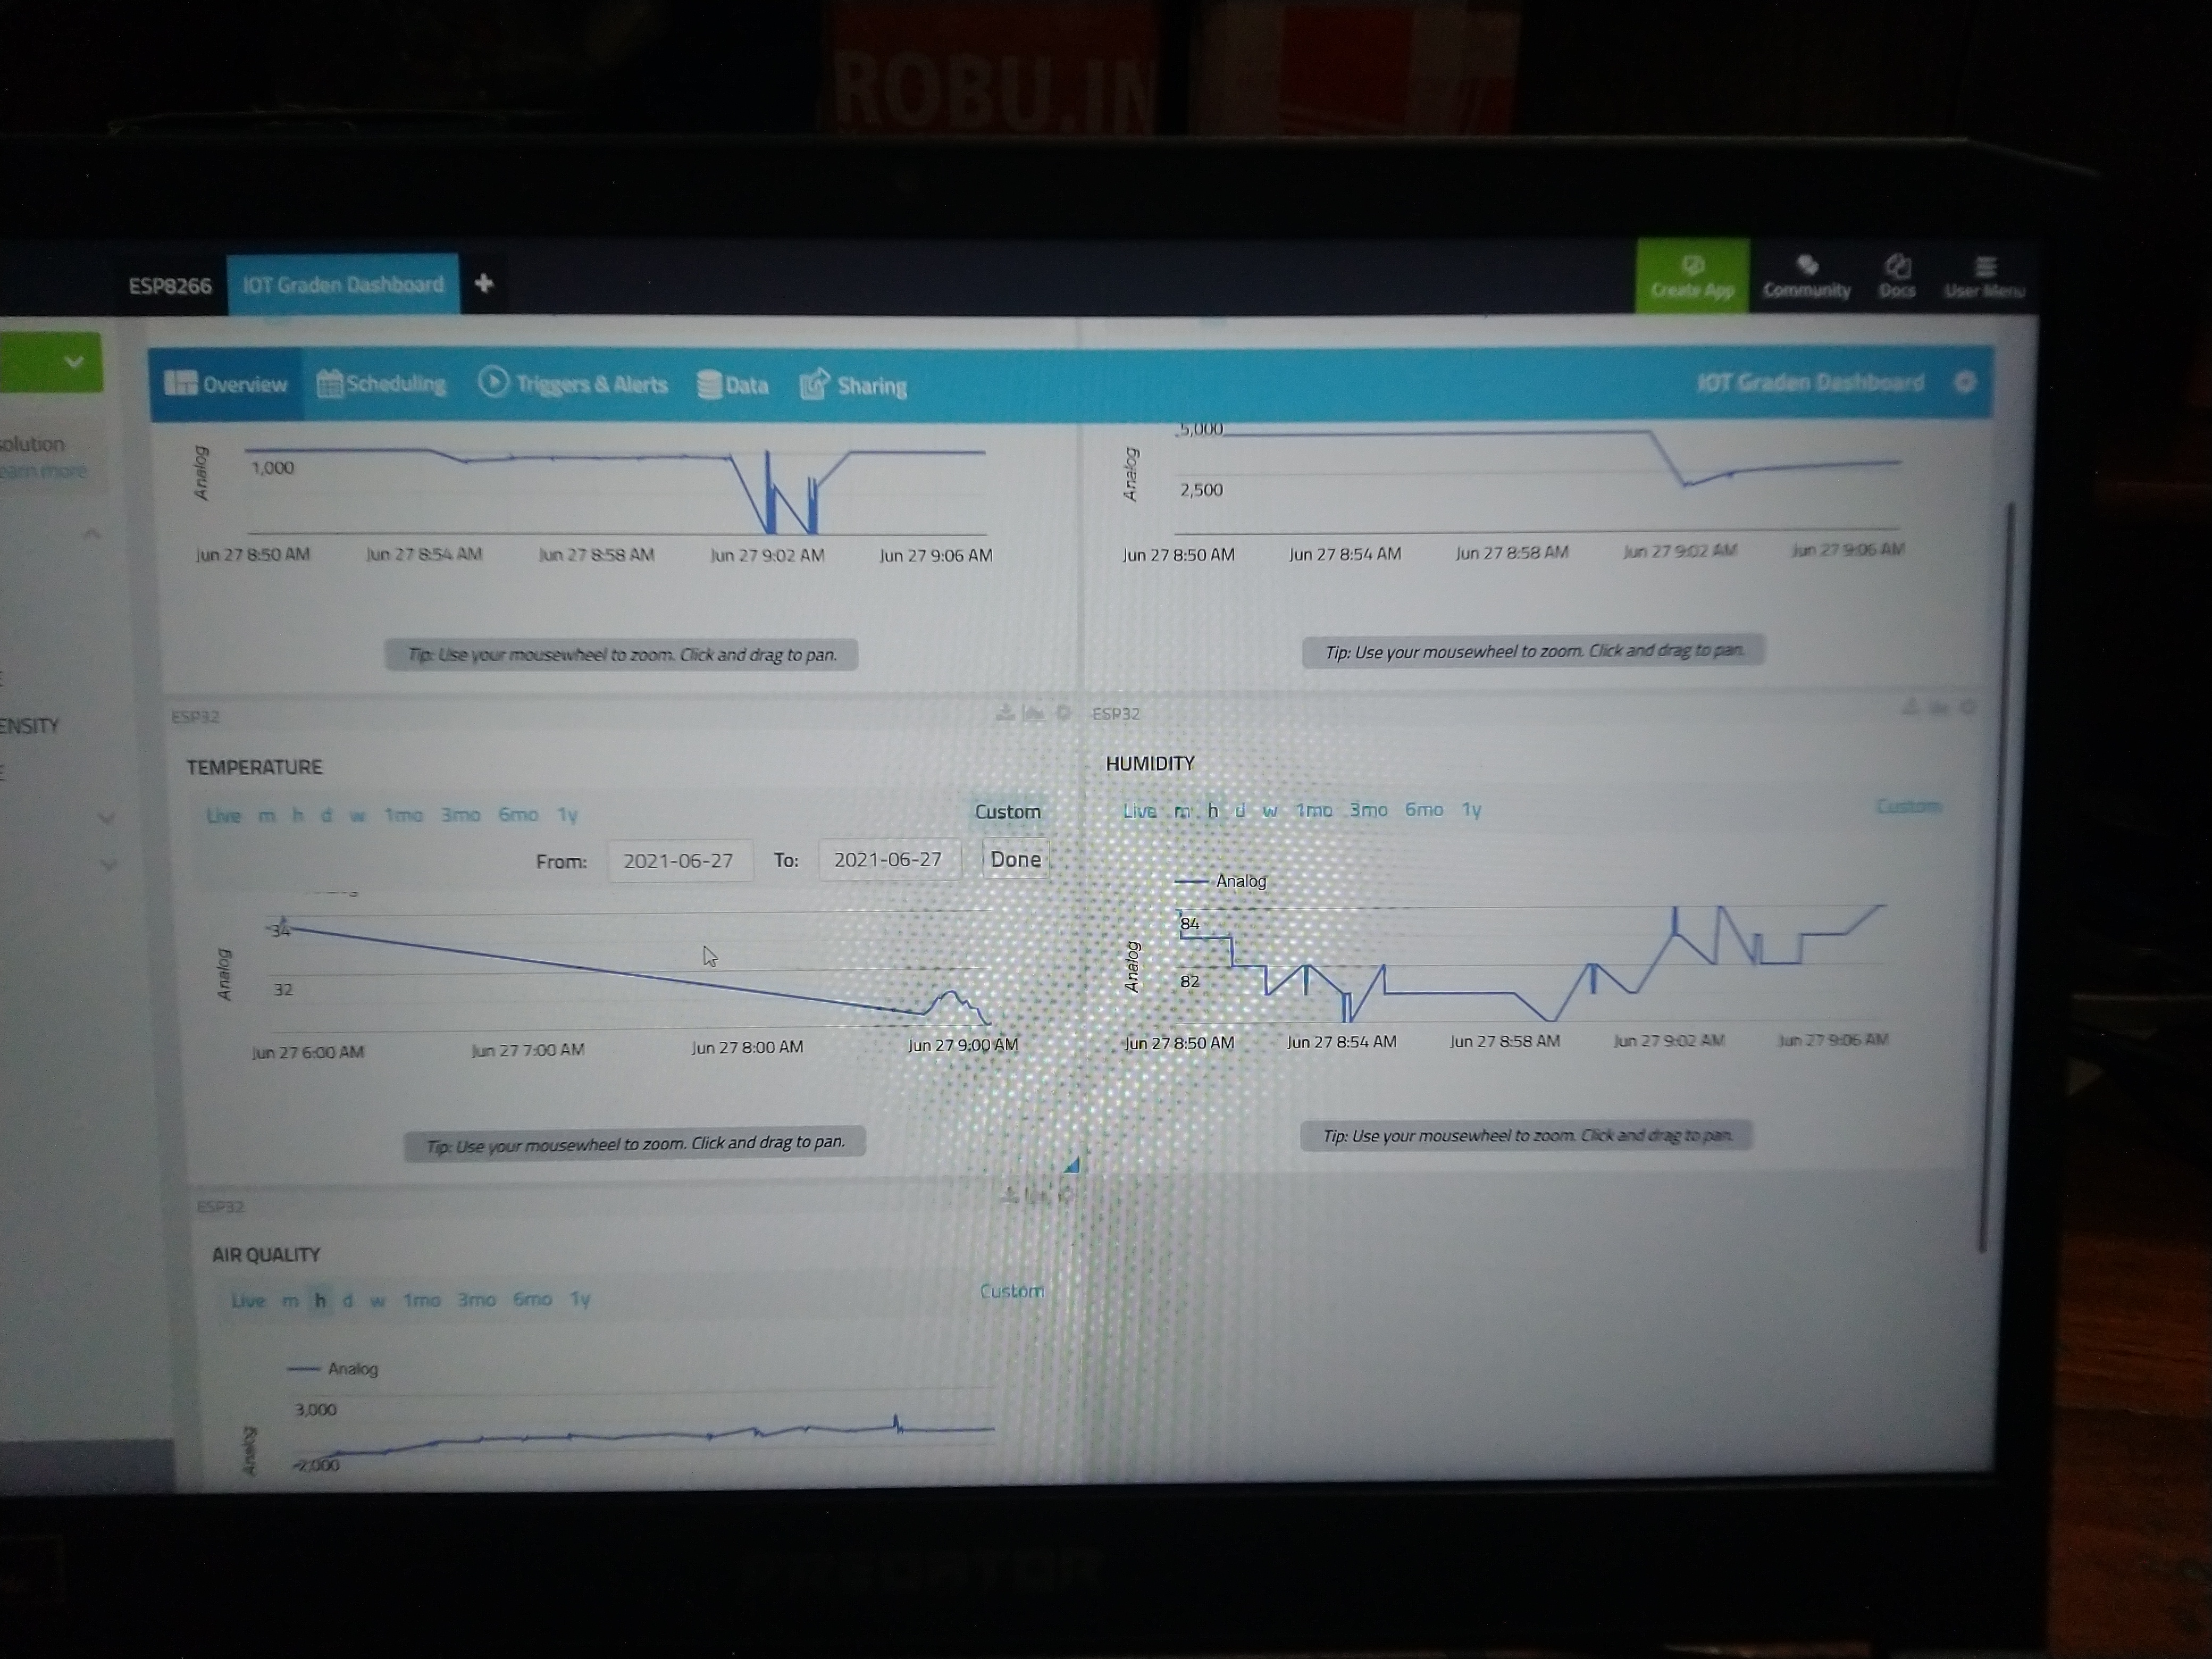 ROBU.IN
ESP8266
IOT Graden Dashboard
+
Create App
Community
Docs
User Menu
Overview
Scheduling
Triggers & Alerts
Data
Sharing
IOT Graden Dashboard
olution
earn more
ENSITY
E
Analog
1,000
Jun 27 8:50 AM Jun 27 8:54 AM Jun 27 8:58 AM Jun 27 9:02 AM Jun 27 9:06 AM
Tip: Use your mousewheel to zoom. Click and drag to pan.
Analog
5,000
2,500
Jun 27 8:50 AM Jun 27 8:54 AM Jun 27 8:58 AM Jun 27 9:02 AM Jun 27 9:06 AM
Tip: Use your mousewheel to zoom. Click and drag to pan.
ESP32
TEMPERATURE
Live m h d w 1mo 3mo 6mo 1y Custom
From: 2021-06-27 To: 2021-06-27 Done
Analog
34
32
Jun 27 6:00 AM Jun 27 7:00 AM Jun 27 8:00 AM Jun 27 9:00 AM
Tip: Use your mousewheel to zoom. Click and drag to pan.
ESP32
HUMIDITY
Live m h d w 1mo 3mo 6mo 1y Custom
Analog
Analog
84
82
Jun 27 8:50 AM Jun 27 8:54 AM Jun 27 8:58 AM Jun 27 9:02 AM Jun 27 9:06 AM
Tip: Use your mousewheel to zoom. Click and drag to pan.
ESP32
AIR QUALITY
Live m h d w 1mo 3mo 6mo 1y Custom
Analog
Analog
3,000
2,000
PREDATOR